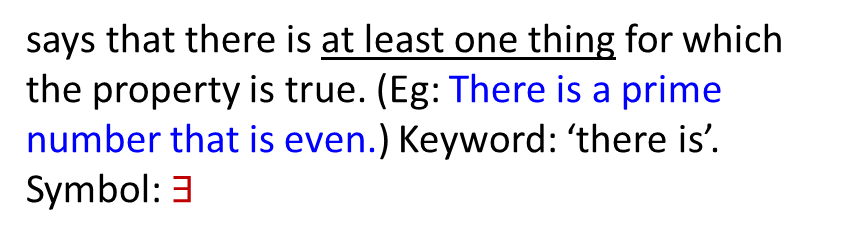 says that there is at least one thing for which
the property is true. (Eg: There is a prime
number that is even.) Keyword: ‘there is’.
Symbol: ∃